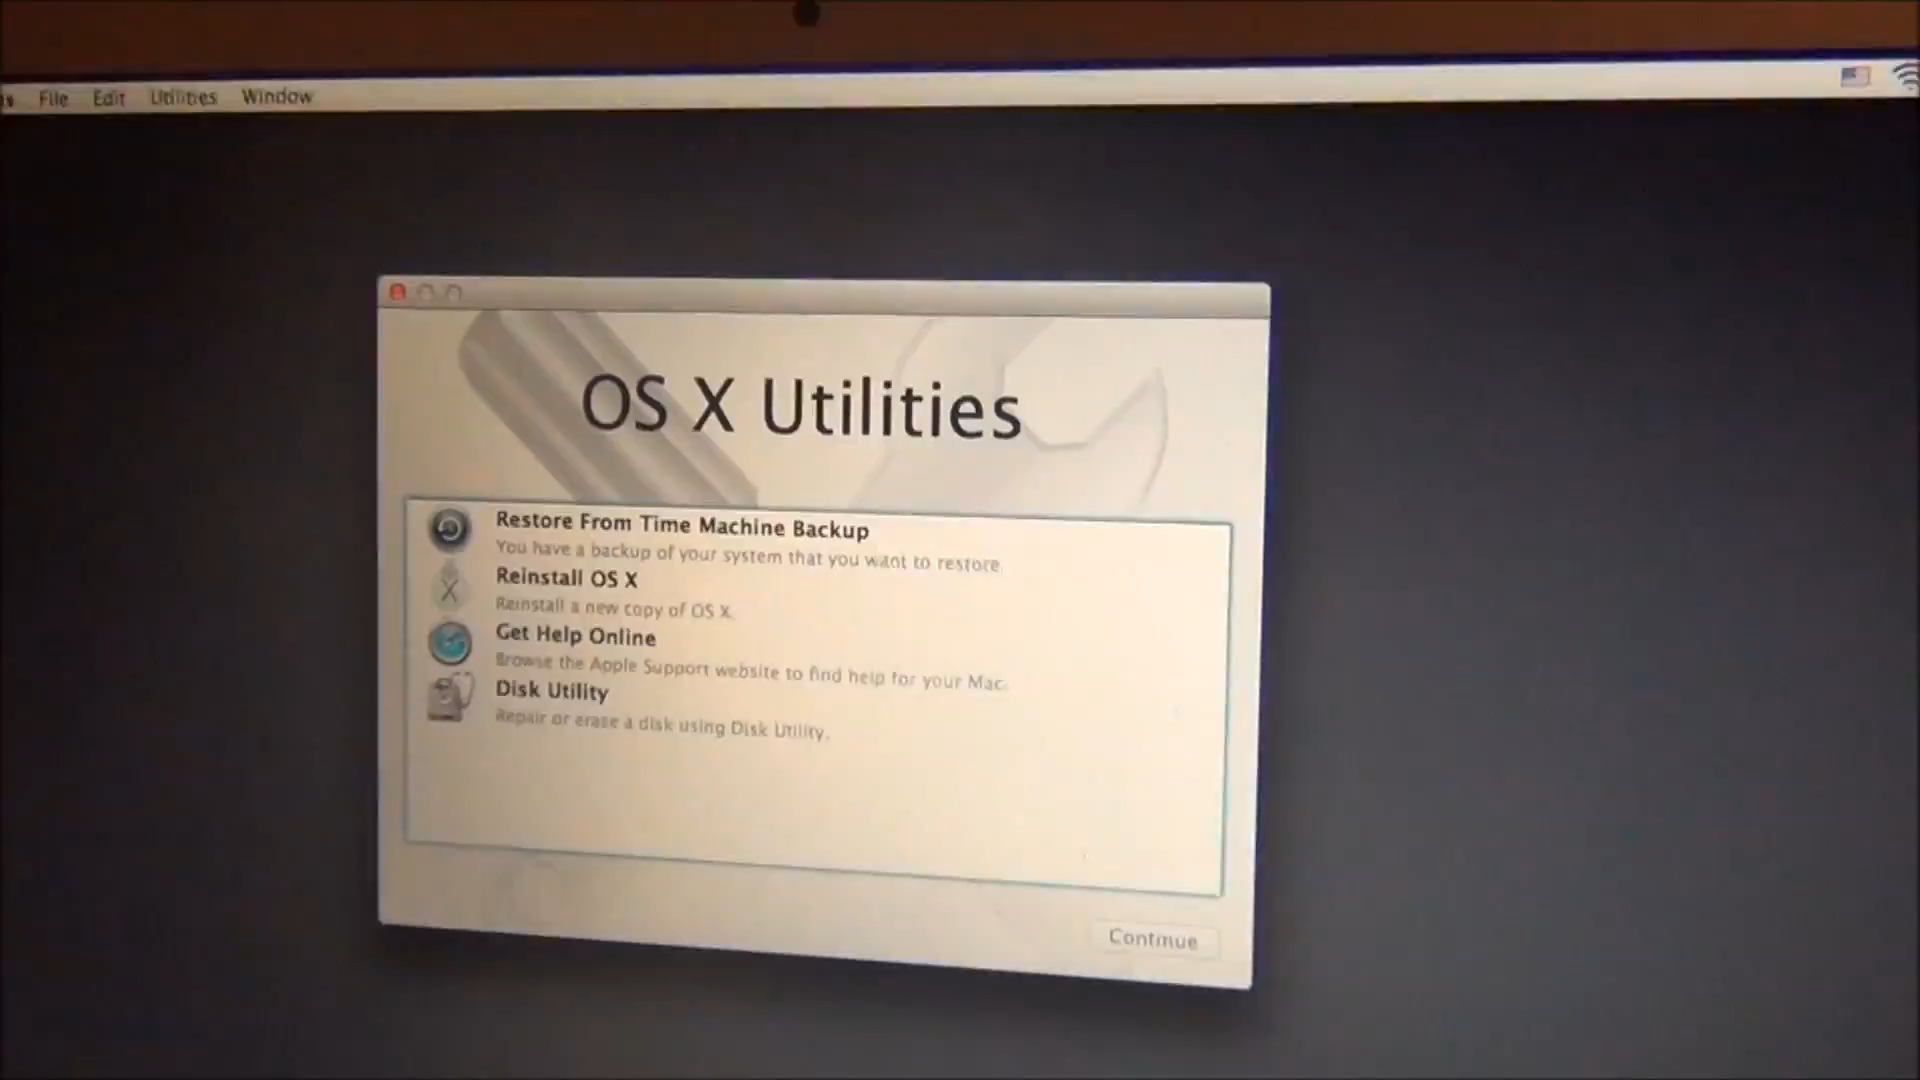 File Edit Utilities Window
OS X Utilities
Restore From Time Machine Backup
You have a backup of your system that you want to restore.
Reinstall OS X
Reinstall a new copy of OS X.
Get Help Online
Browse the Apple Support website to find help for your Mac.
Disk Utility
Repair or erase a disk using Disk Utility.
Continue